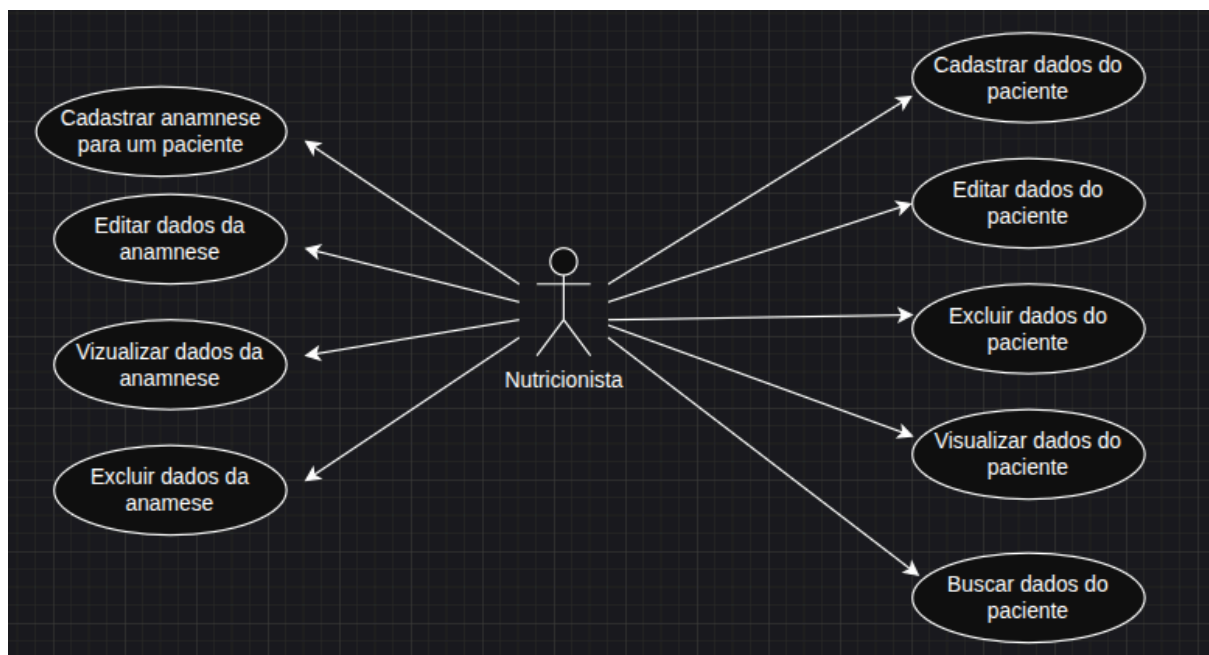 Cadastrar anamnese
para um paciente
Editar dados da
anamnese
Vizualizar dados da
anamnese
Excluir dados da
anamese
Nutricionista
Cadastrar dados do
paciente
Editar dados do
paciente
Excluir dados do
paciente
Visualizar dados do
paciente
Buscar dados do
paciente